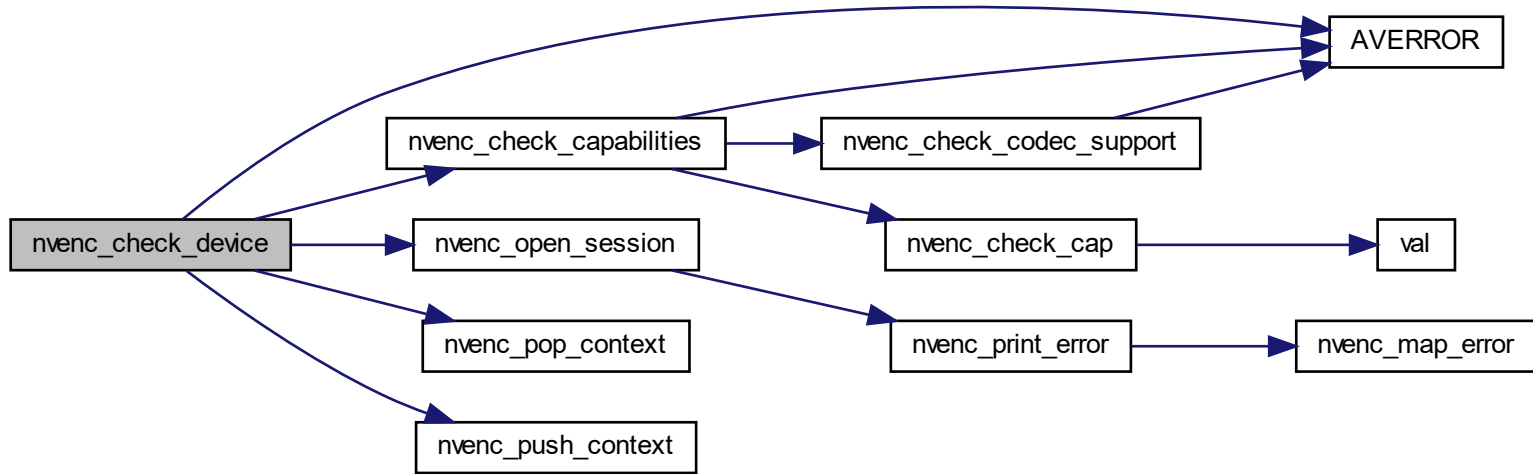 AVERROR
nvenc_check_capabilities
nvenc_check_codec_support
nvenc_check_device
nvenc_open_session
nvenc_check_cap
val
nvenc_pop_context
nvenc_print_error
nvenc_map_error
nvenc_push_context